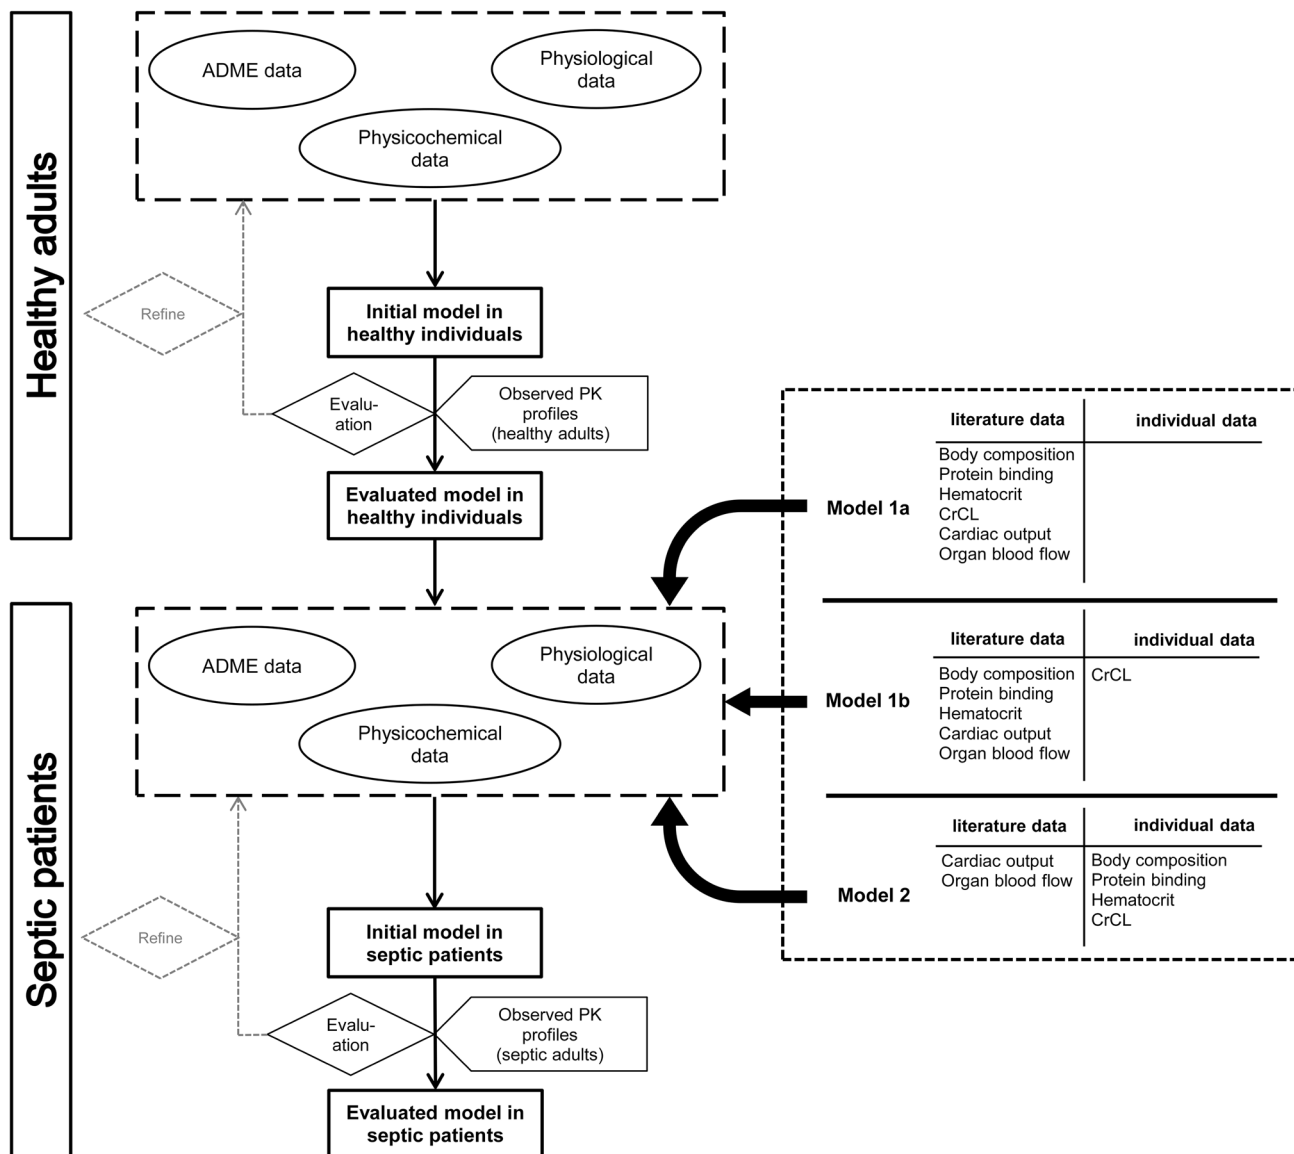 Healthy adults
ADME data
Physiological
data
Physicochemical
data
Refine
Initial model in
healthy individuals
Evalu-
ation
Observed PK
profiles
(healthy adults)
Evaluated model in
healthy individuals
Septic patients
ADME data
Physiological
data
Physicochemical
data
Refine
Initial model in
septic patients
Evalu-
ation
Observed PK
profiles
(septic adults)
Evaluated model in
septic patients
Model 1a
literature data
Body composition
Protein binding
Hematocrit
CrCL
Cardiac output
Organ blood flow
individual data
Model 1b
literature data
Body composition
Protein binding
Hematocrit
Cardiac output
Organ blood flow
individual data
CrCL
Model 2
literature data
Cardiac output
Organ blood flow
individual data
Body composition
Protein binding
Hematocrit
CrCL